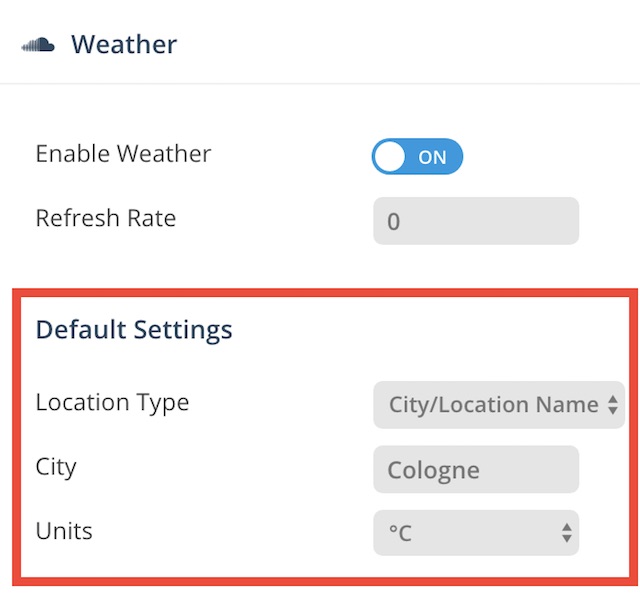 Weather
Enable Weather ON
Refresh Rate 0
Default Settings
Location Type City/Location Name
City Cologne
Units °C